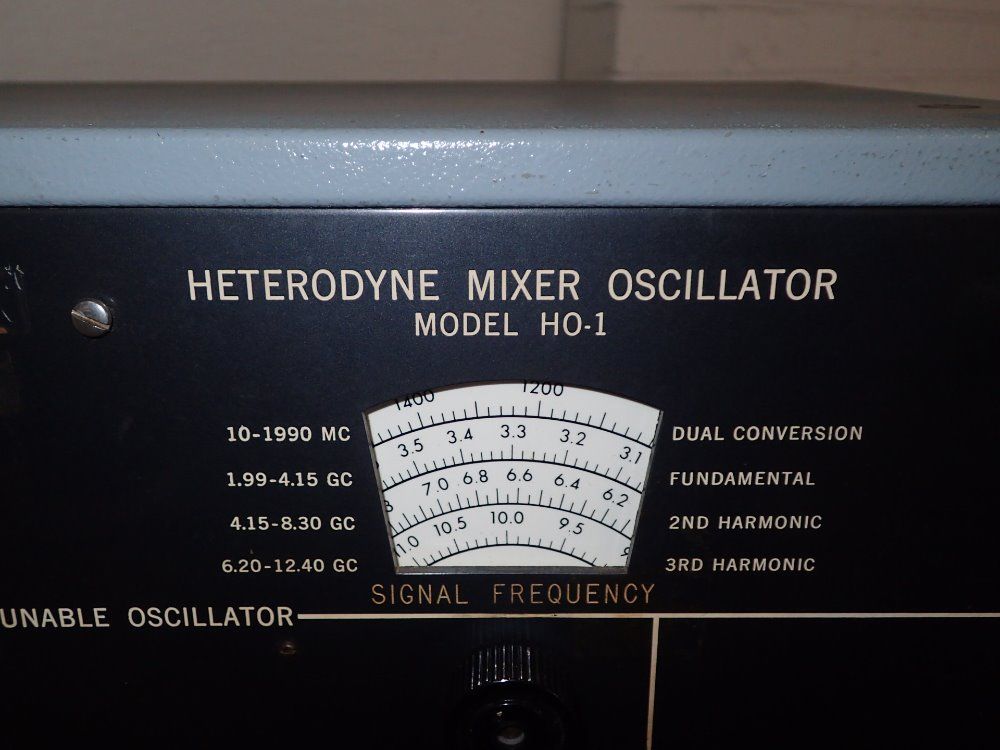 HETERODYNE MIXER OSCILLATOR
MODEL HO-1
1400 1200
10-1990 MC
DUAL CONVERSION
3.5 3.4 3.3 3.2 3.1
1.99-4.15 GC
FUNDAMENTAL
7.0 6.8 6.6 6.4 6.2
4.15-8.30 GC
2ND HARMONIC
10.5 10.0 9.5
6.20-12.40 GC
3RD HARMONIC
SIGNAL FREQUENCY
UNABLE OSCILLATOR